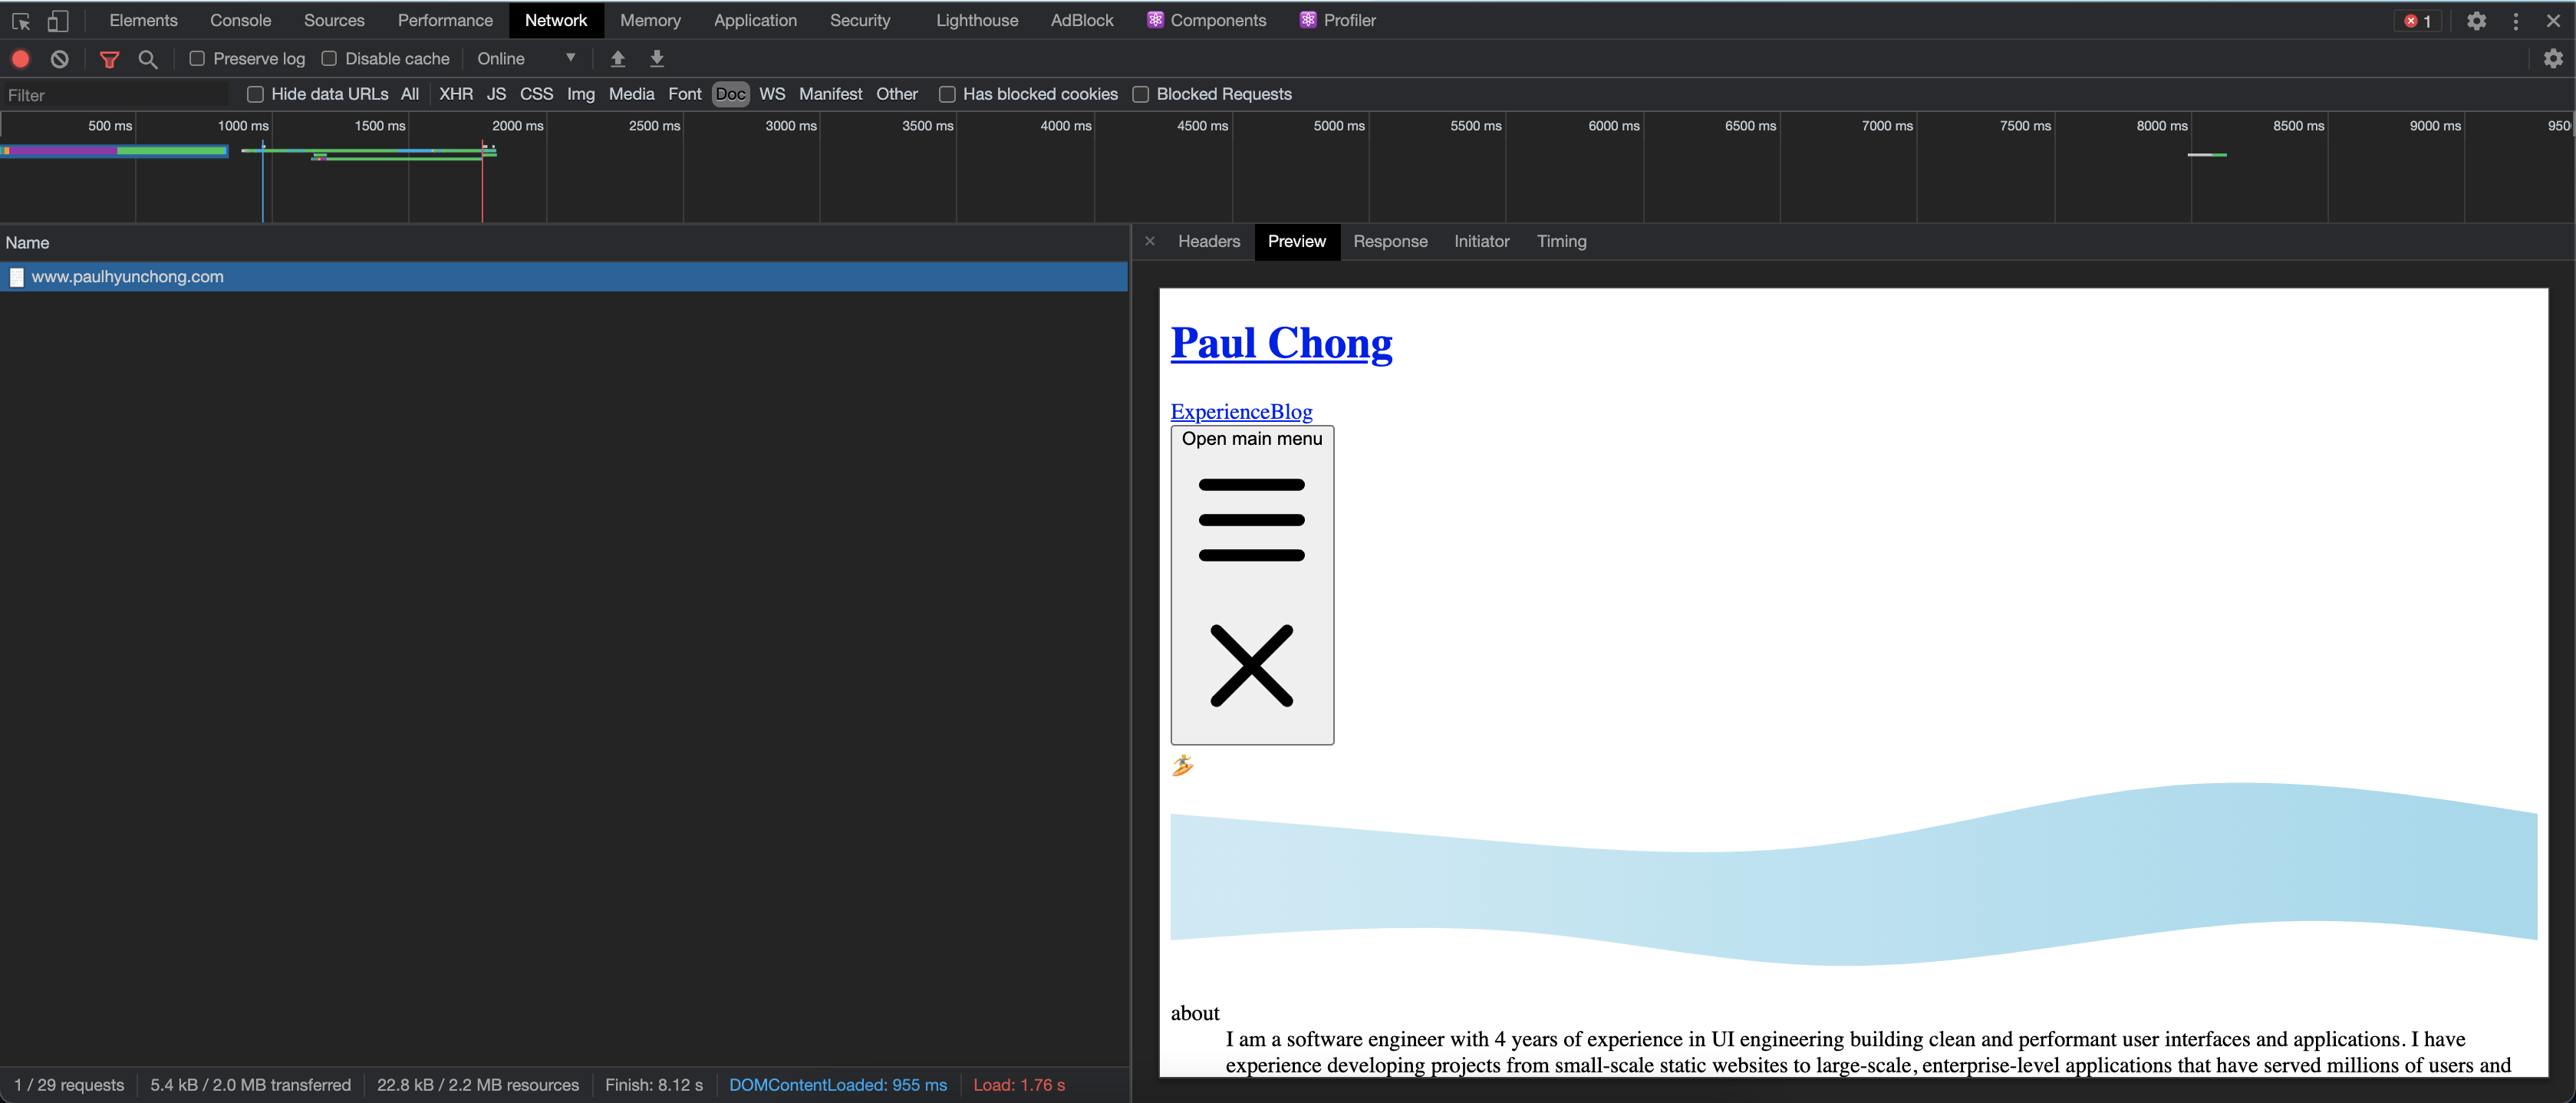 Elements Console Sources Performance Network Memory Application Security Lighthouse AdBlock Components Profiler 1
Preserve log Disable cache Online
Filter Hide data URLs All XHR JS CSS Img Media Font Doc WS Manifest Other Has blocked cookies Blocked Requests
500 ms 1000 ms 1500 ms 2000 ms 2500 ms 3000 ms 3500 ms 4000 ms 4500 ms 5000 ms 5500 ms 6000 ms 6500 ms 7000 ms 7500 ms 8000 ms 8500 ms 9000 ms 950
Name
www.paulhyunchong.com
Headers Preview Response Initiator Timing
Paul Chong
ExperienceBlog
Open main menu
about
I am a software engineer with 4 years of experience in UI engineering building clean and performant user interfaces and applications. I have
experience developing projects from small-scale static websites to large-scale, enterprise-level applications that have served millions of users and
1 / 29 requests 5.4 kB / 2.0 MB transferred 22.8 kB / 2.2 MB resources Finish: 8.12 s DOMContentLoaded: 955 ms Load: 1.76 s